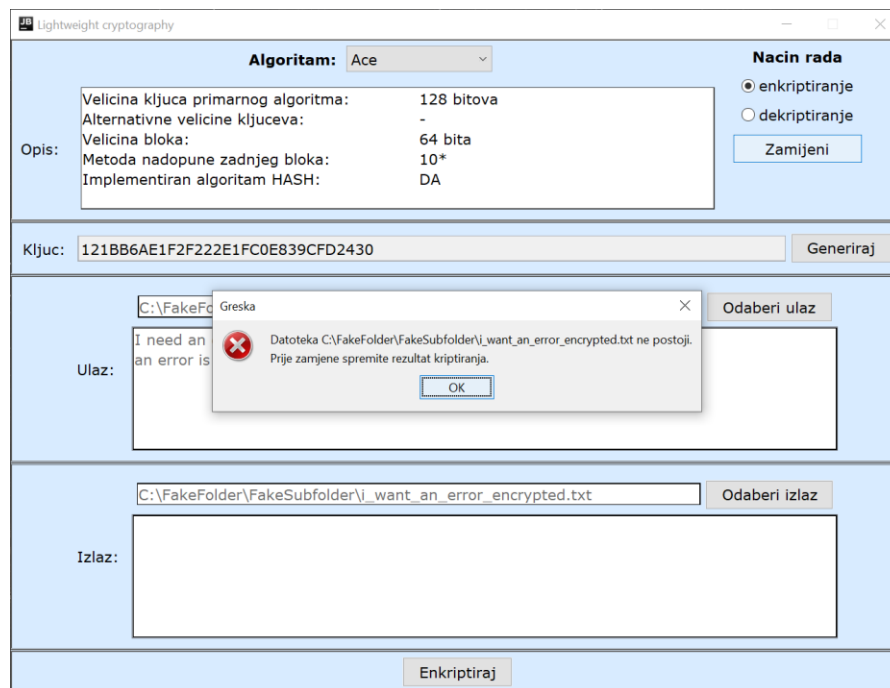 JB Lightweight cryptography
Algoritam: Ace
Nacin rada
enkriptiranje
dekriptiranje
Zamijeni
Opis:
Velicina kljuca primarnog algoritma: 128 bitova
Alternativne velicine kljuceva: -
Velicina bloka: 64 bita
Metoda nadopune zadnjeg bloka: 10*
Implementiran algoritam HASH: DA
Kljuc: 121BB6AE1F2F222E1FC0E839CFD2430 Generiraj
C:\FakeF
Odaberi ulaz
Ulaz:
I need an
an error is
Greska
Datoteka C:\FakeFolder\FakeSubfolder\i_want_an_error_encrypted.txt ne postoji.
Prije zamjene spremite rezultat kriptiranja.
OK
C:\FakeFolder\FakeSubfolder\i_want_an_error_encrypted.txt Odaberi izlaz
Izlaz:
Enkriptiraj